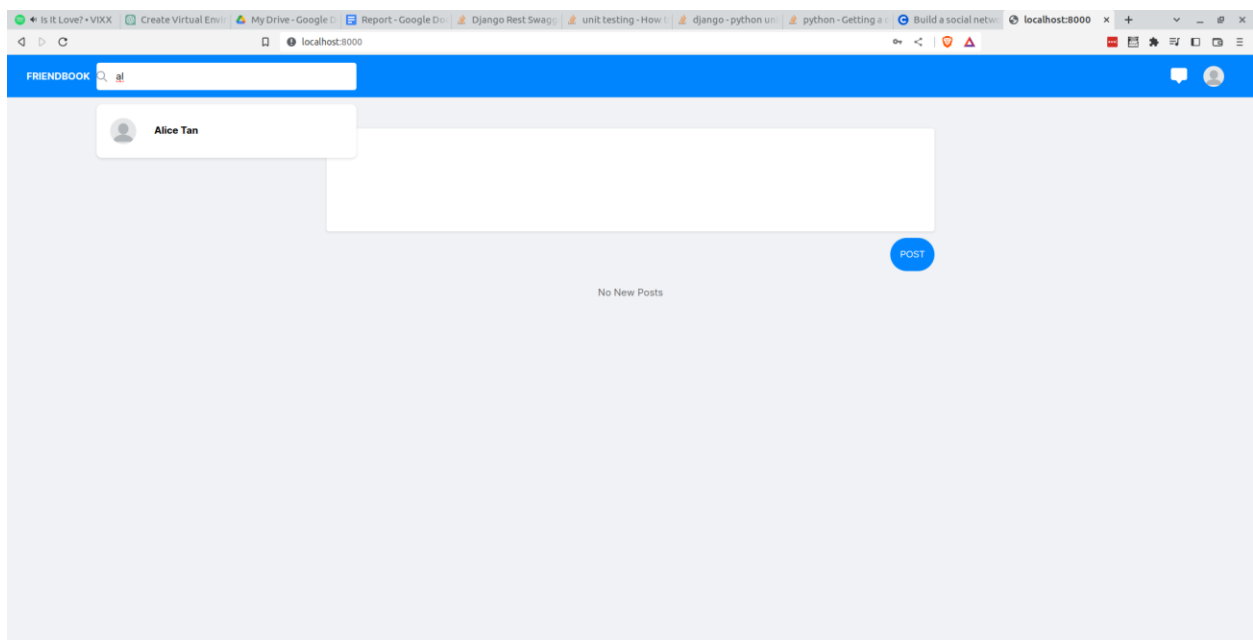 Is It Love? • VIXX Create Virtual Envi My Drive - Google D Report - Google Do Django Rest Swagg unit testing - How t django - python uni python - Getting a c Build a social netwo localhost:8000
localhost:8000
FRIENDBOOK al
Alice Tan
POST
No New Posts